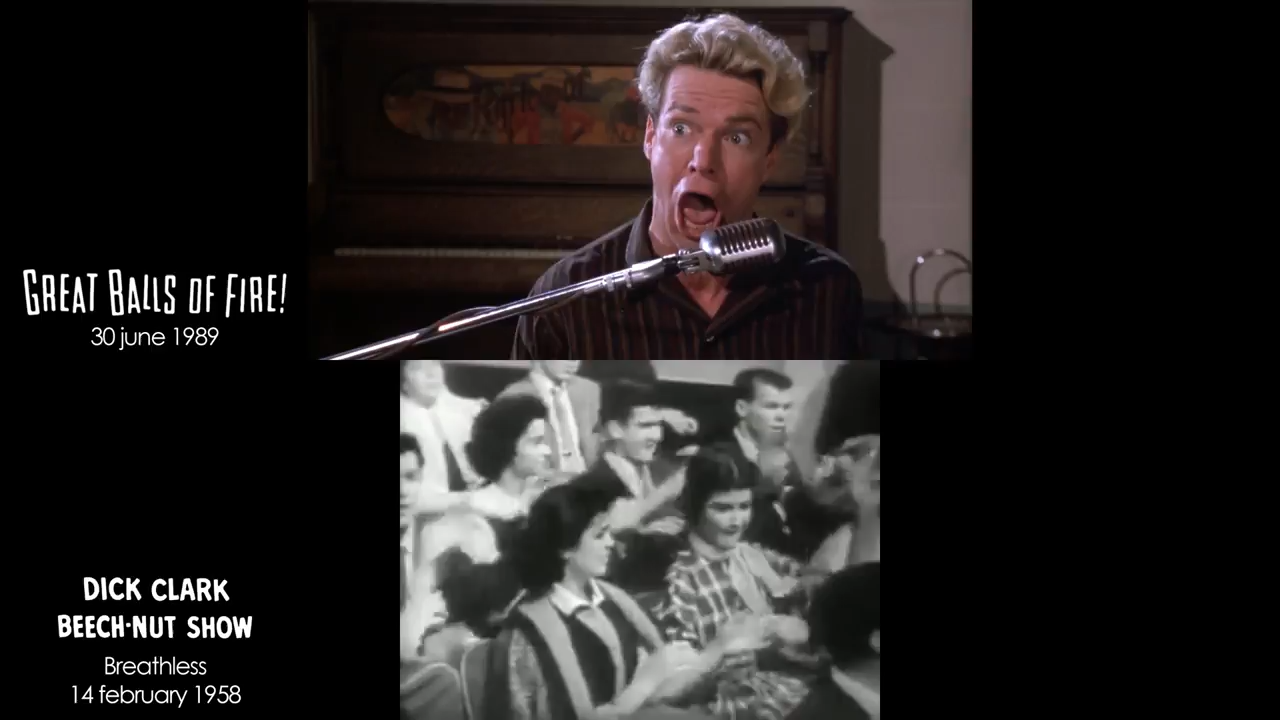 GREAT BALLS OF FIRE!
30 june 1989
DICK CLARK
BEECH-NUT SHOW
Breathless
14 february 1958